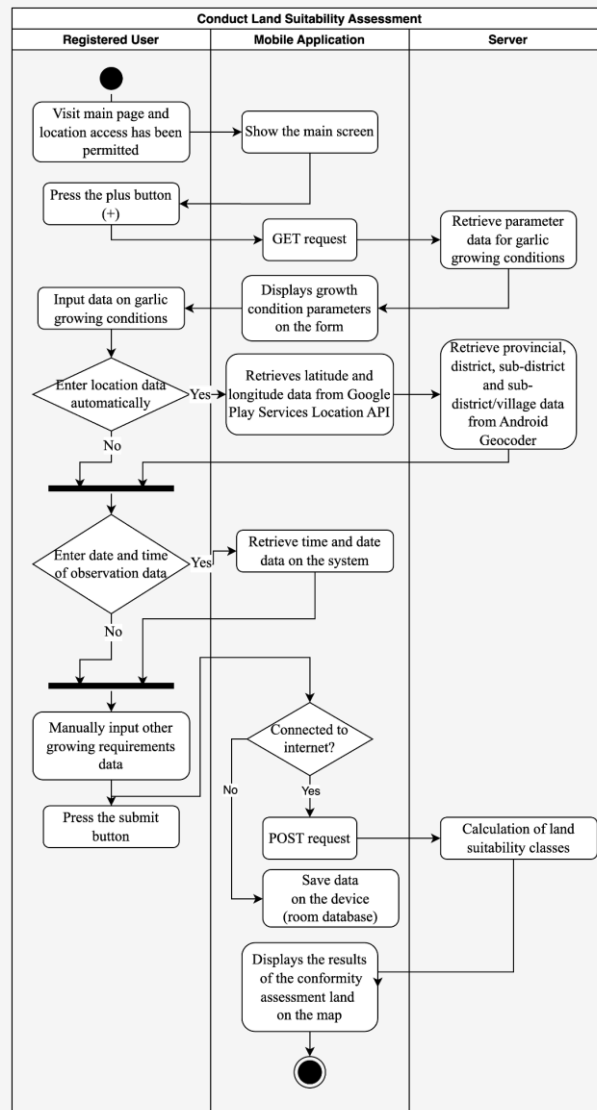 Conduct Land Suitability Assessment
Registered User
Mobile Application
Server
Visit main page and
location access has been
permitted
Show the main screen
Press the plus button
(+)
GET request
Retrieve parameter
data for garlic
growing conditions
Input data on garlic
growing conditions
Displays growth
condition parameters
on the form
Enter location data
automatically
Yes
Retrieves latitude and
longitude data from Google
Play Services Location API
Retrieve provincial,
district, sub-district
and sub-
district/village data
from Android
Geocoder
No
Enter date and time
of observation data
Yes
Retrieve time and date
data on the system
No
Manually input other
growing requirements
data
Connected to
internet?
No
Yes
Press the submit
button
POST request
Calculation of land
suitability classes
Save data
on the device
(room database)
Displays the results
of the conformity
assessment land
on the map